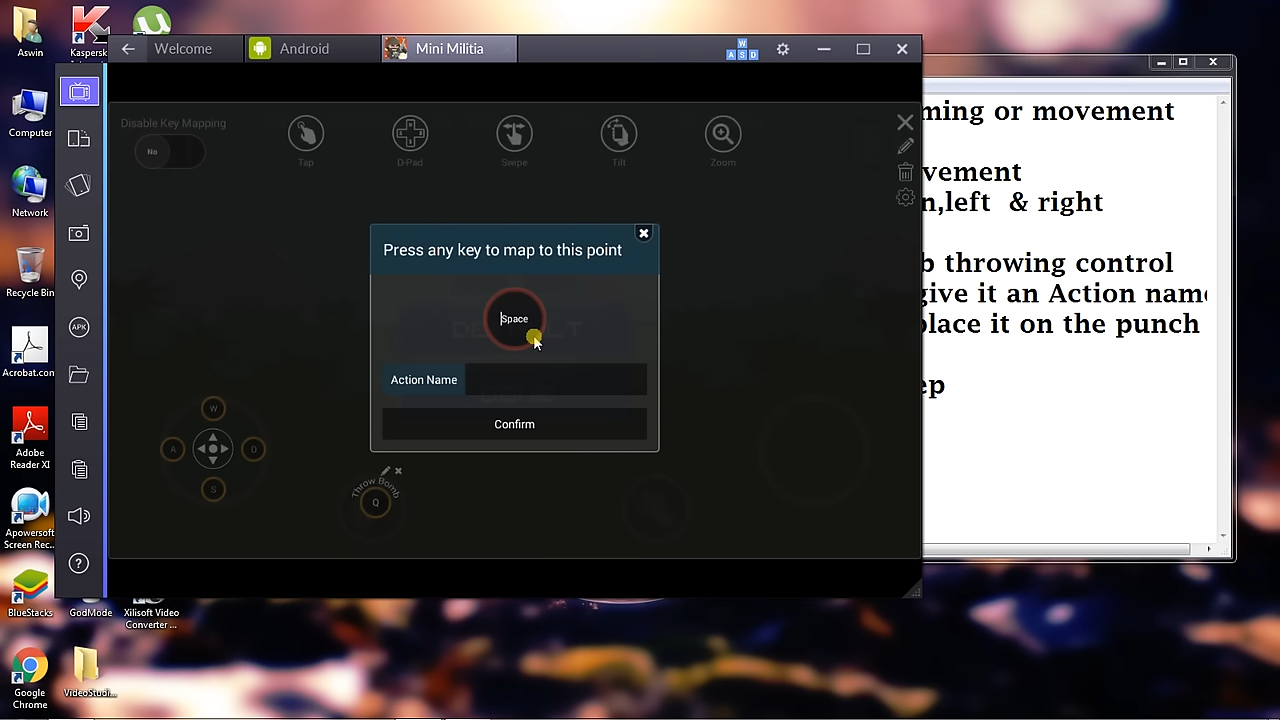 Aswin
Kaspersk
Computer
Network
Recycle Bin
Acrobat.com
Adobe
Reader XI
Apowersoft
Screen Rec...
BlueStacks
GodMode
Xilisoft Video
Converter ...
Google
Chrome
VideoStudi...
Welcome
Android
Mini Militia
W
A S D
Disable Key Mapping
No
Tap
D-Pad
Swipe
Tilt
Zoom
APK
Press any key to map to this point
Space
Action Name
Confirm
W
A
D
S
Throw Bomb
Q
ming or movement
vement
n,left & right
b throwing control
give it an Action name
place it on the punch
ep